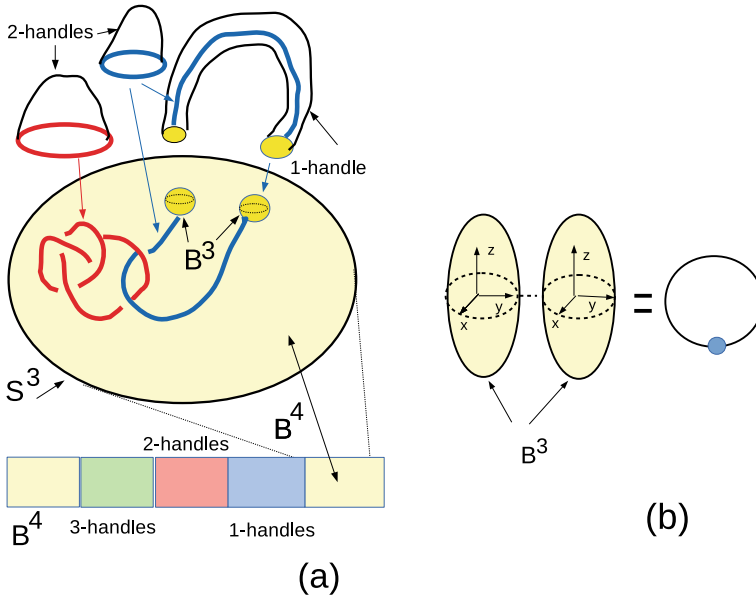 2-handles
1-handle
B³
S³
B⁴
2-handles
B⁴
3-handles
1-handles
(a)
z
z
y
y
x
x
=
B³
(b)